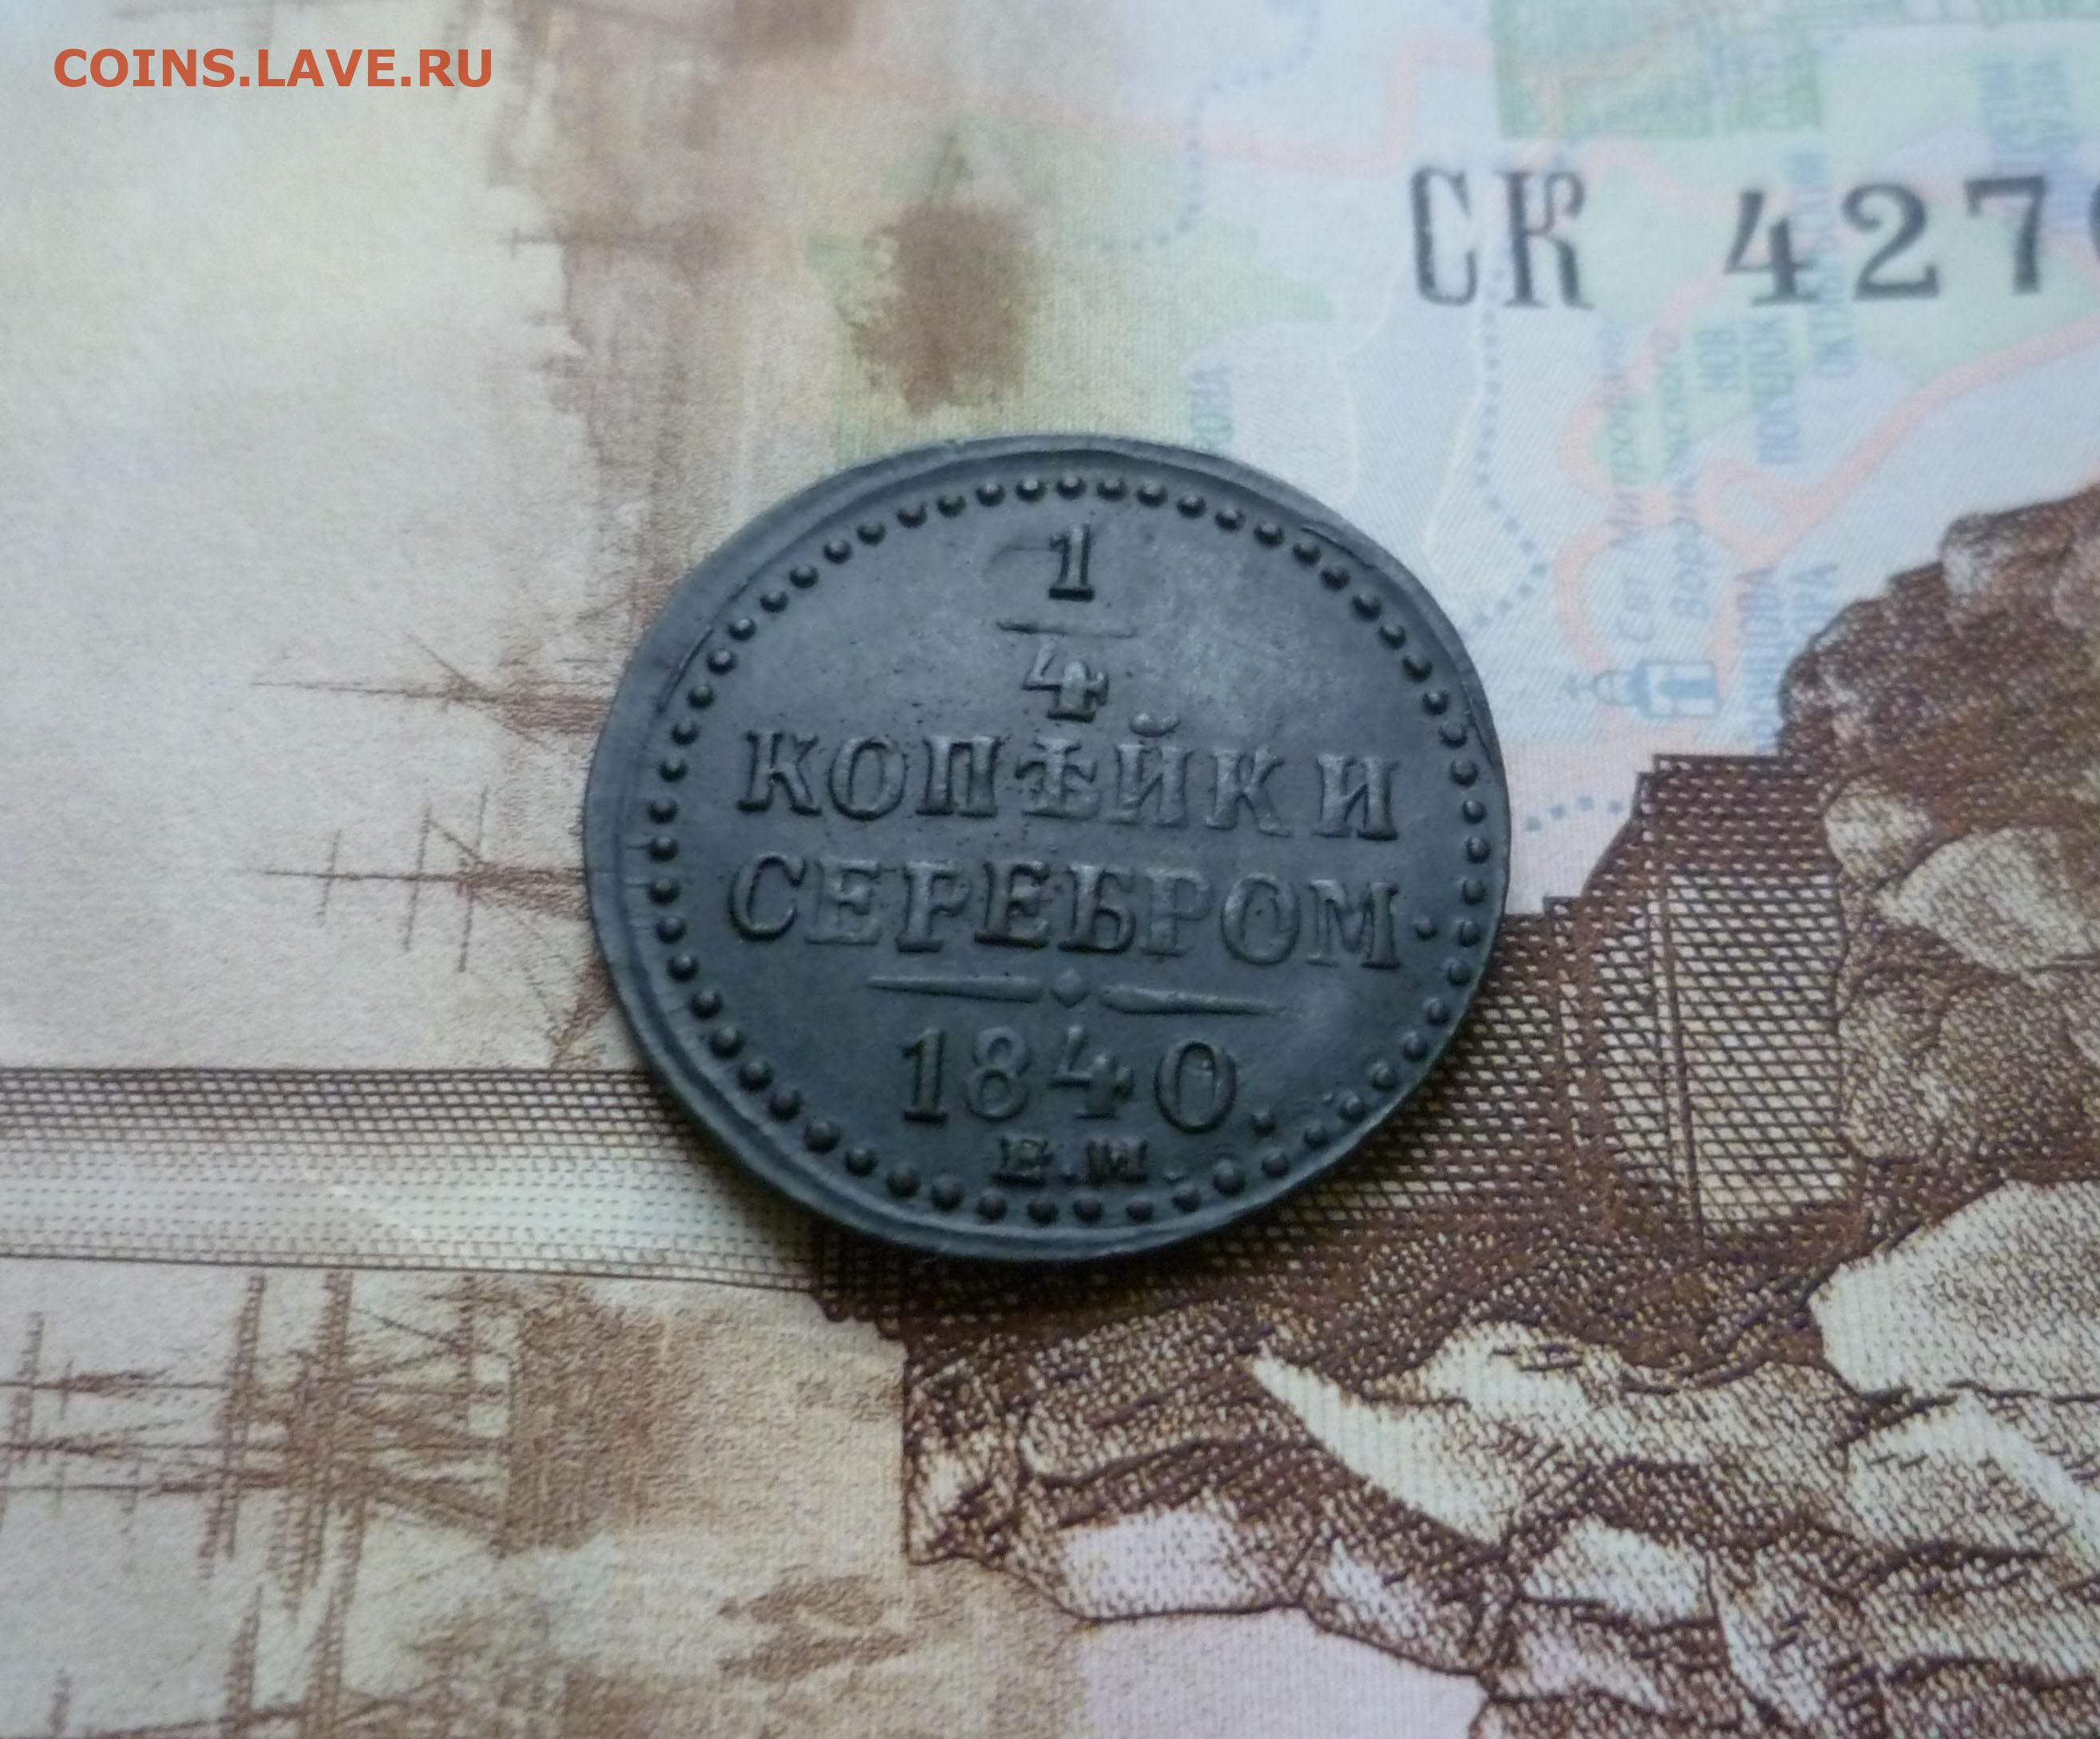 COINS.LAVE.RU
СК 427
1
4
КОПѢЙКИ
СЕРЕБРОМ.
1840.
Е.М.